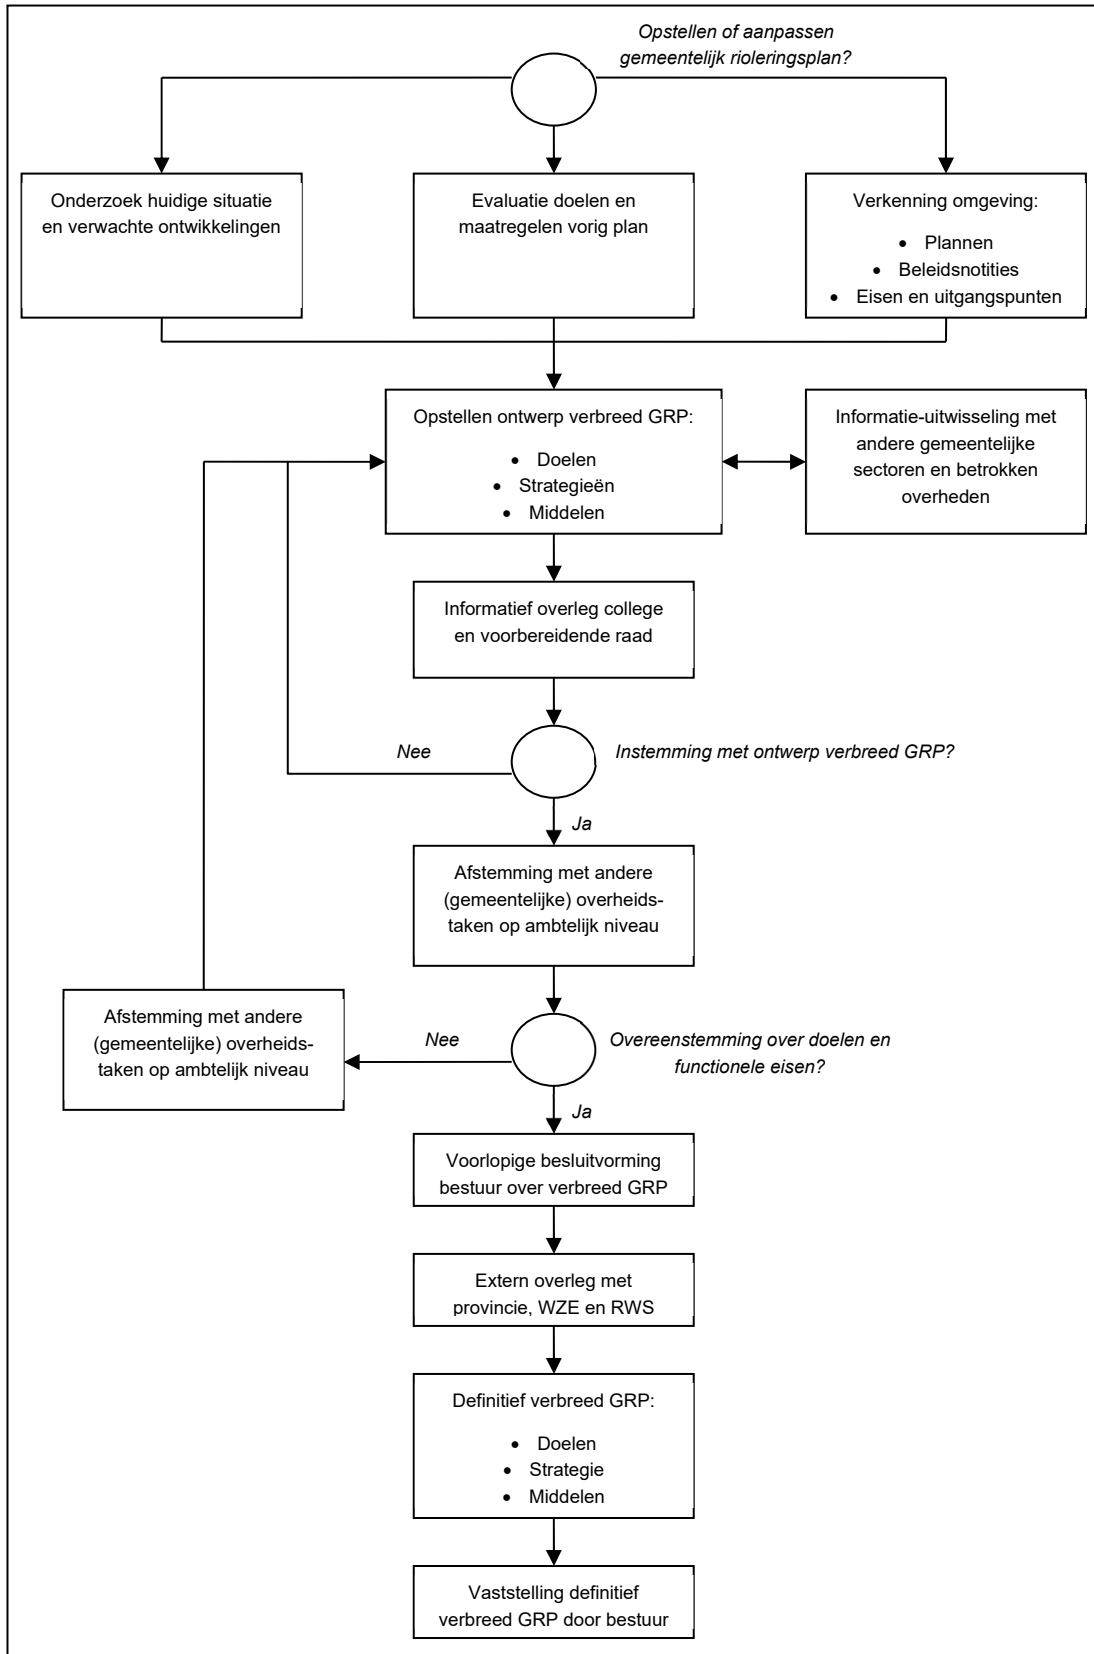 Opstellen of aanpassen
gemeentelijk rioleringsplan?
Onderzoek huidige situatie
en verwachte ontwikkelingen
Evaluatie doelen en
maatregelen vorig plan
Verkenning omgeving:
• Plannen
• Beleidsnotities
• Eisen en uitgangspunten
Opstellen ontwerp verbreed GRP:
• Doelen
• Strategieën
• Middelen
Informatie-uitwisseling met
andere gemeentelijke
sectoren en betrokken
overheden
Informatief overleg college
en voorbereidende raad
Nee
Instemming met ontwerp verbreed GRP?
Ja
Afstemming met andere
(gemeentelijke) overheids-
taken op ambtelijk niveau
Afstemming met andere
(gemeentelijke) overheids-
taken op ambtelijk niveau
Nee
Overeenstemming over doelen en
functionele eisen?
Ja
Voorlopige besluitvorming
bestuur over verbreed GRP
Extern overleg met
provincie, WZE en RWS
Definitief verbreed GRP:
• Doelen
• Strategie
• Middelen
Vaststelling definitief
verbreed GRP door bestuur